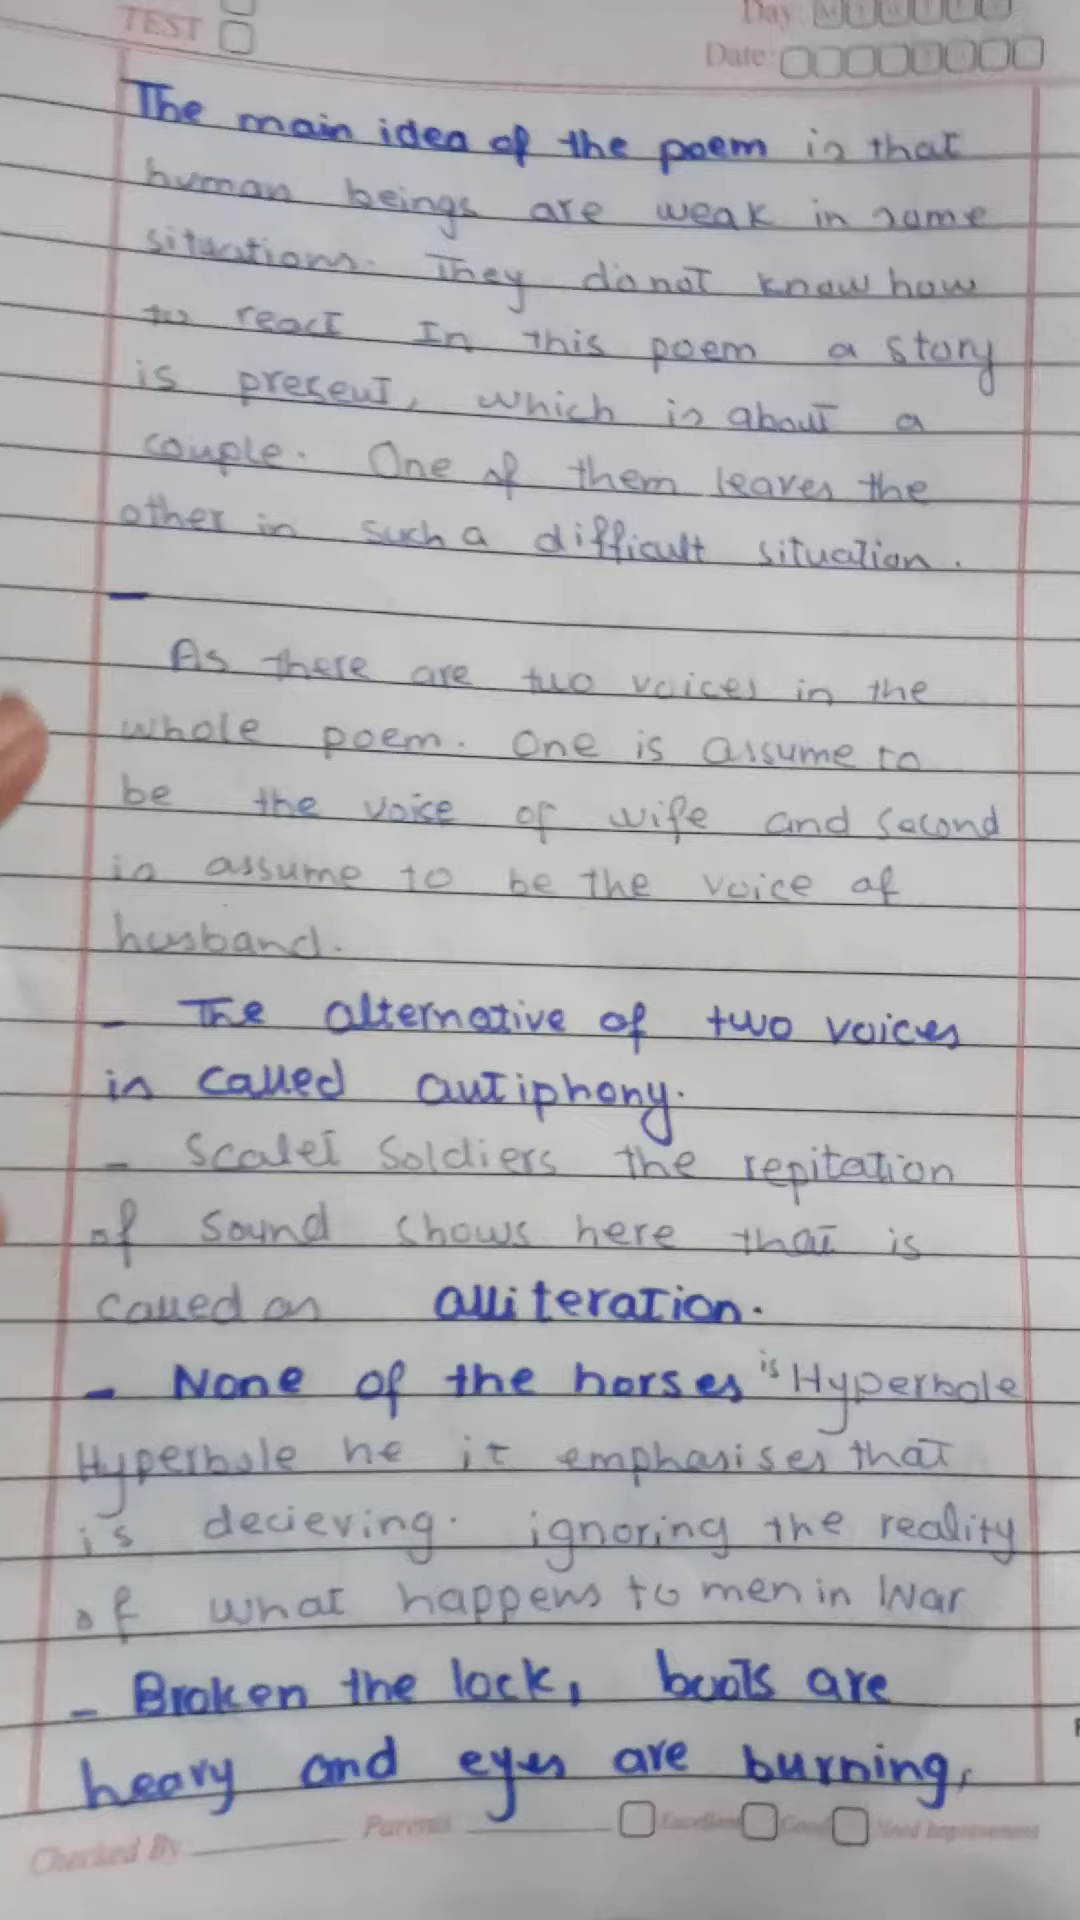 TEST
Day:
Date:
The main idea of the poem is that
human beings are weak in some
situations. They donot know how
to react In this poem a story
is present, which is about a
couple. One of them leaves the
other in such a difficult situation.
As there are two voices in the
whole poem. One is assume to
be the voice of wife and second
is assume to be the voice of
husband.
- The alternative of two voices
is called antiphony.
- Scalet Soldiers the repitation
of sound shows here that is
called as alliteration.
- None of the horses is Hyperbole
Hyperbole he it emphasises that
is decieving. ignoring the reality
of what happens to men in War
- Broken the lock, boots are
heavy and eyes are burning,
Checked By Parents Excellent Good Need Improvement